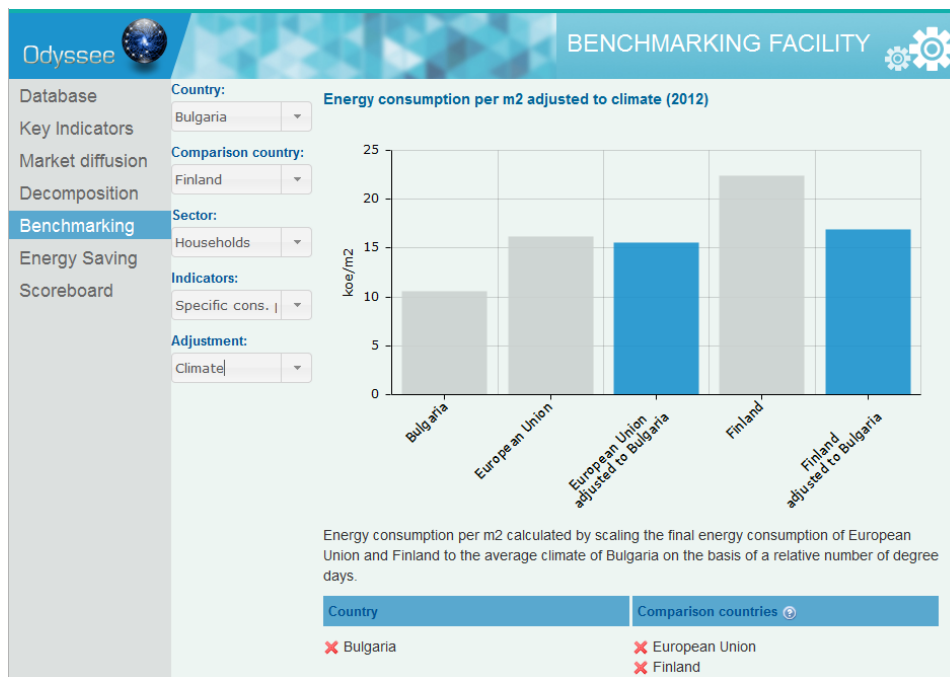 Odyssee
BENCHMARKING FACILITY
Database
Key Indicators
Market diffusion
Decomposition
Benchmarking
Energy Saving
Scoreboard
Country:
Bulgaria
Comparison country:
Finland
Sector:
Households
Indicators:
Specific cons. p
Adjustment:
Climate
Energy consumption per m2 adjusted to climate (2012)
koe/m2
25
20
15
10
5
0
Bulgaria
European Union
European Union
adjusted to Bulgaria
Finland
Finland
adjusted to Bulgaria
Energy consumption per m2 calculated by scaling the final energy consumption of European
Union and Finland to the average climate of Bulgaria on the basis of a relative number of degree
days.
Country
Comparison countries ?
Bulgaria
European Union
Finland